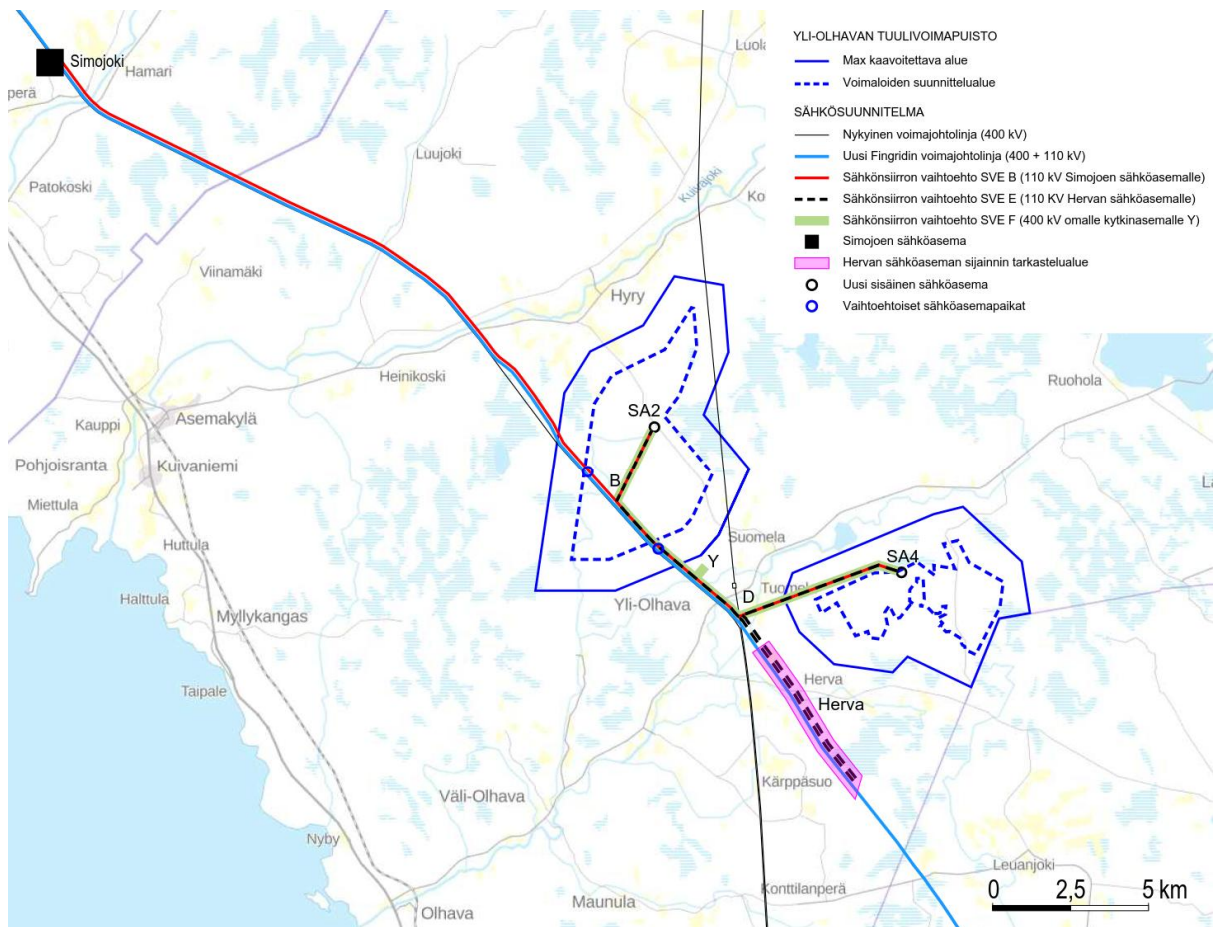 YLI-OLHAVAN TUULIVOIMAPUISTO
Max kaavoitettava alue
Voimaloiden suunnittelualue
SÄHKÖSUUNNITELMA
Nykyinen voimajohtolinja (400 kV)
Uusi Fingridin voimajohtolinja (400 + 110 kV)
Sähkönsiirron vaihtoehto SVE B (110 kV Simojoen sähköasemalle)
Sähkönsiirron vaihtoehto SVE E (110 KV Hervan sähköasemalle)
Sähkönsiirron vaihtoehto SVE F (400 kV omalle kytkinasemalle Y)
Simojoen sähköasema
Hervan sähköaseman sijainnin tarkastelualue
Uusi sisäinen sähköasema
Vaihtoehtoiset sähköasemapaikat
Simojoki
Hamari
perä
Luola
Luujoki
Patokoski
Kuivajoki
Ko
Viinamäki
Hyry
Heinikoski
Ruohola
Asemakylä
Kauppi
SA2
Pohjoisranta
Kuivaniemi
Miettula
B
Lä
Huttula
Suomela
Y
SA4
Halttula
Tuomel
Myllykangas
Yli-Olhava
D
Taipale
Herva
Herva
Kärppäsuo
Väli-Olhava
Nyby
Leuanjoki
Konttilanperä
0 2,5 5 km
Maunula
Olhava